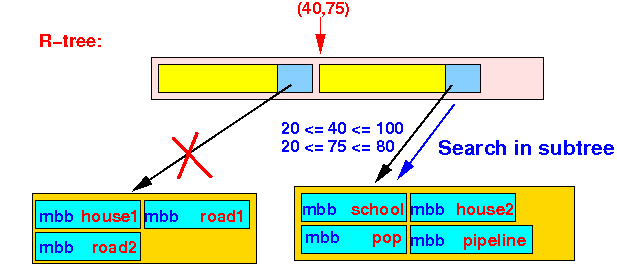 (40,75)
R-tree:
20 <= 40 <= 100
20 <= 75 <= 80
Search in subtree
mbb house1 mbb road1
mbb road2
mbb school mbb house2
mbb pop mbb pipeline